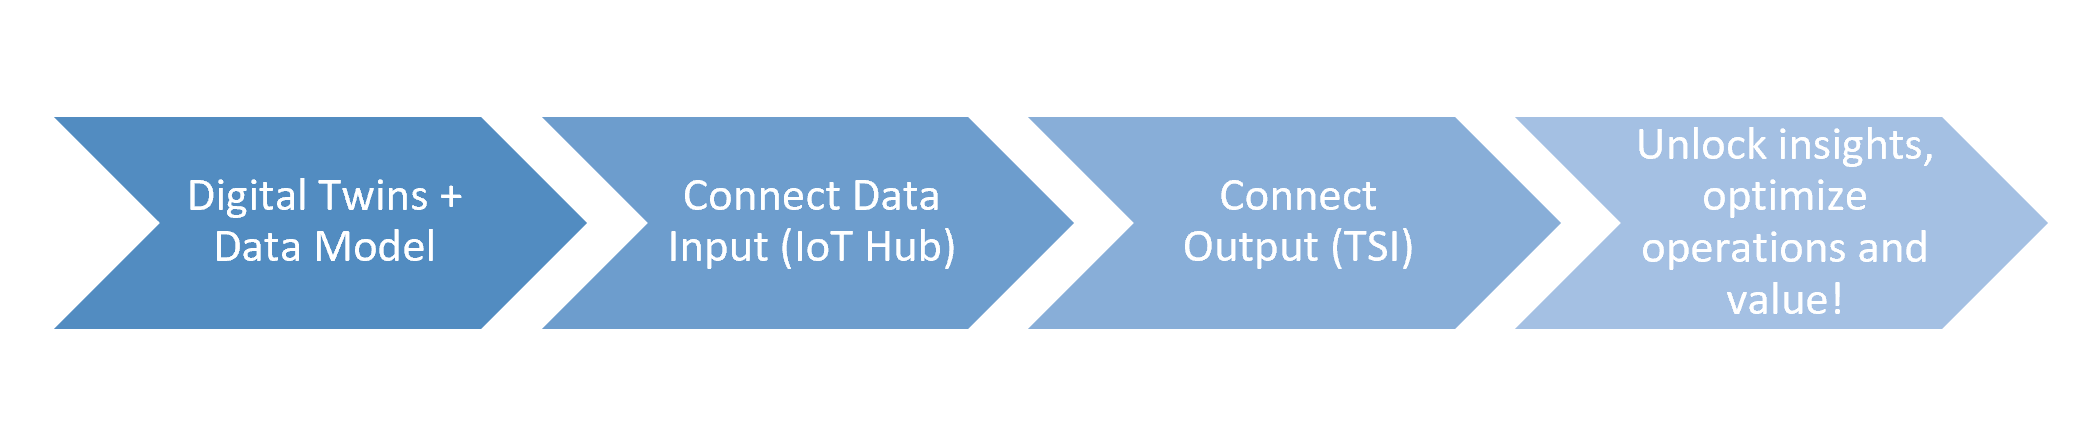 Digital Twins +
Data Model
Connect Data
Input (IoT Hub)
Connect
Output (TSI)
Unlock insights,
optimize
operations and
value!